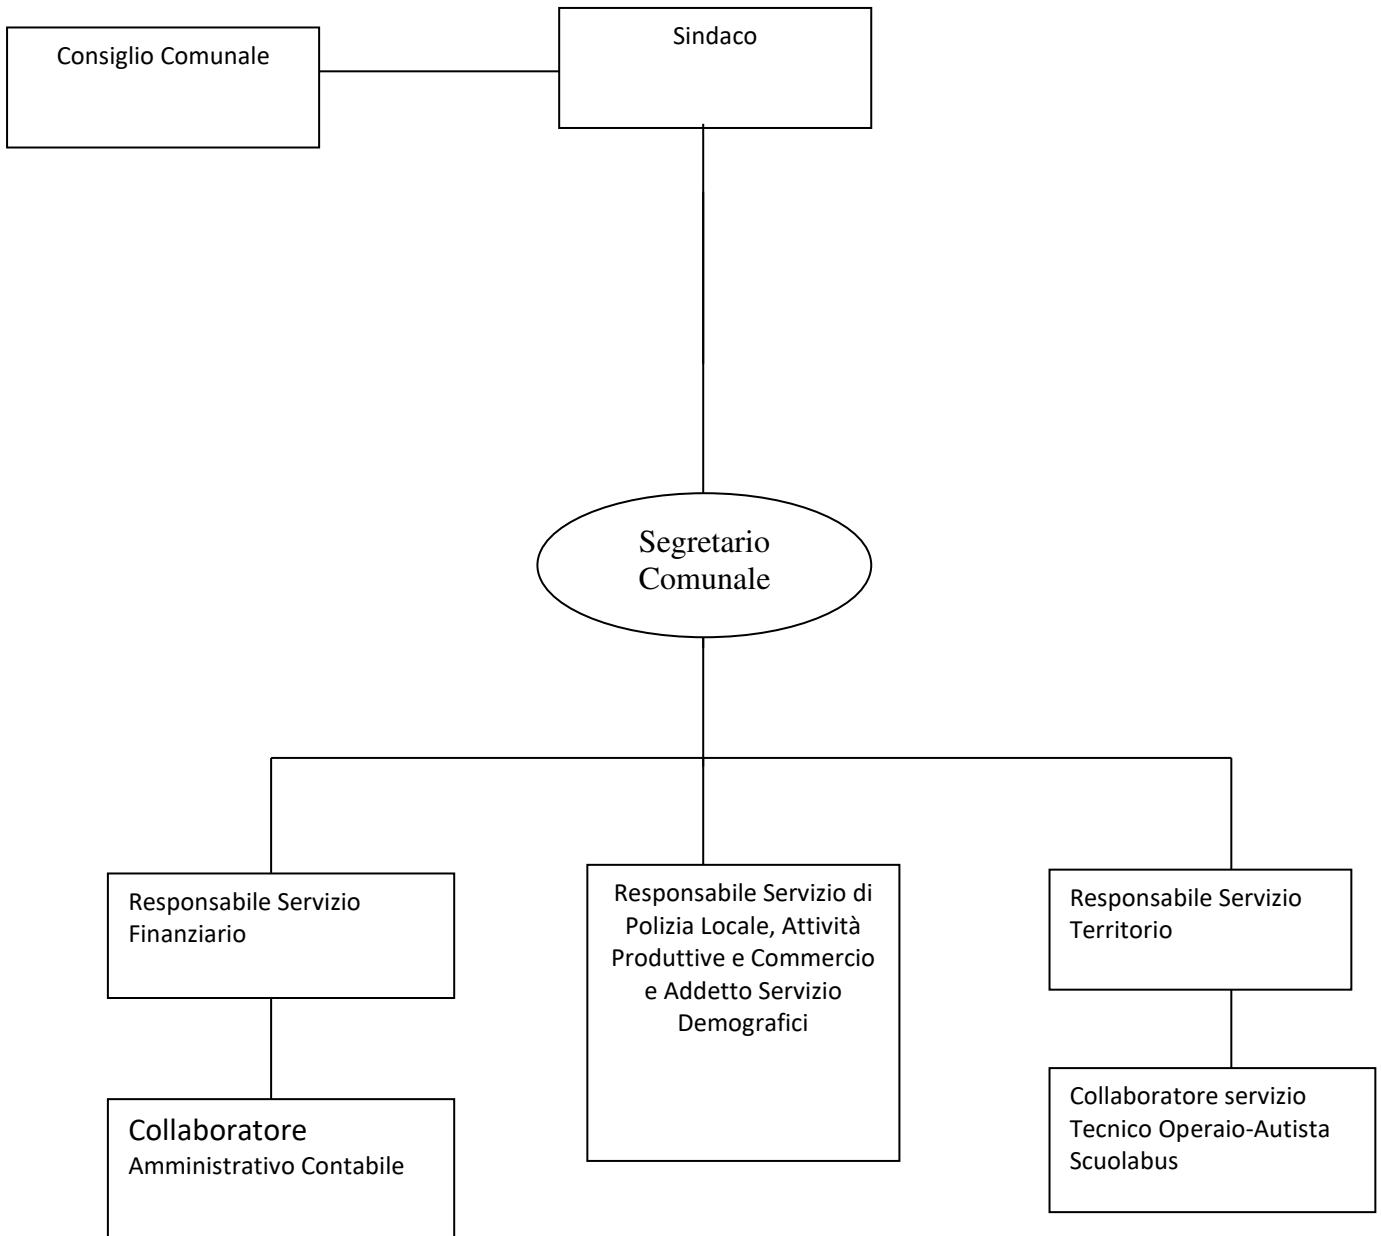 Consiglio Comunale
Sindaco
Segretario
Comunale
Responsabile Servizio
Finanziario
Responsabile Servizio di
Polizia Locale, Attività
Produttive e Commercio
e Addetto Servizio
Demografici
Responsabile Servizio
Territorio
Collaboratore
Amministrativo Contabile
Collaboratore servizio
Tecnico Operaio-Autista
Scuolabus